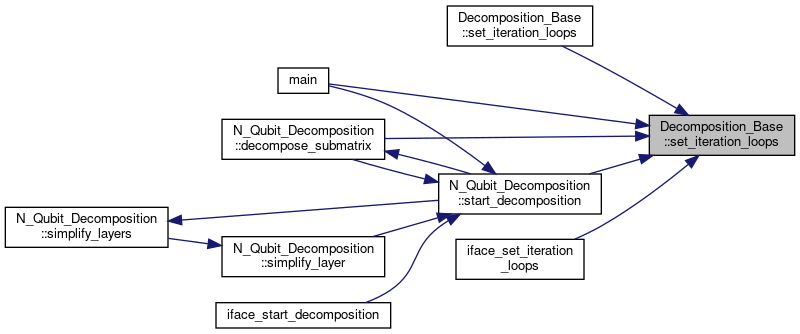 Decomposition_Base
::set_iteration_loops
main
Decomposition_Base
::set_iteration_loops
N_Qubit_Decomposition
::decompose_submatrix
N_Qubit_Decomposition
::start_decomposition
N_Qubit_Decomposition
::simplify_layers
N_Qubit_Decomposition
::simplify_layer
iface_set_iteration
_loops
iface_start_decomposition